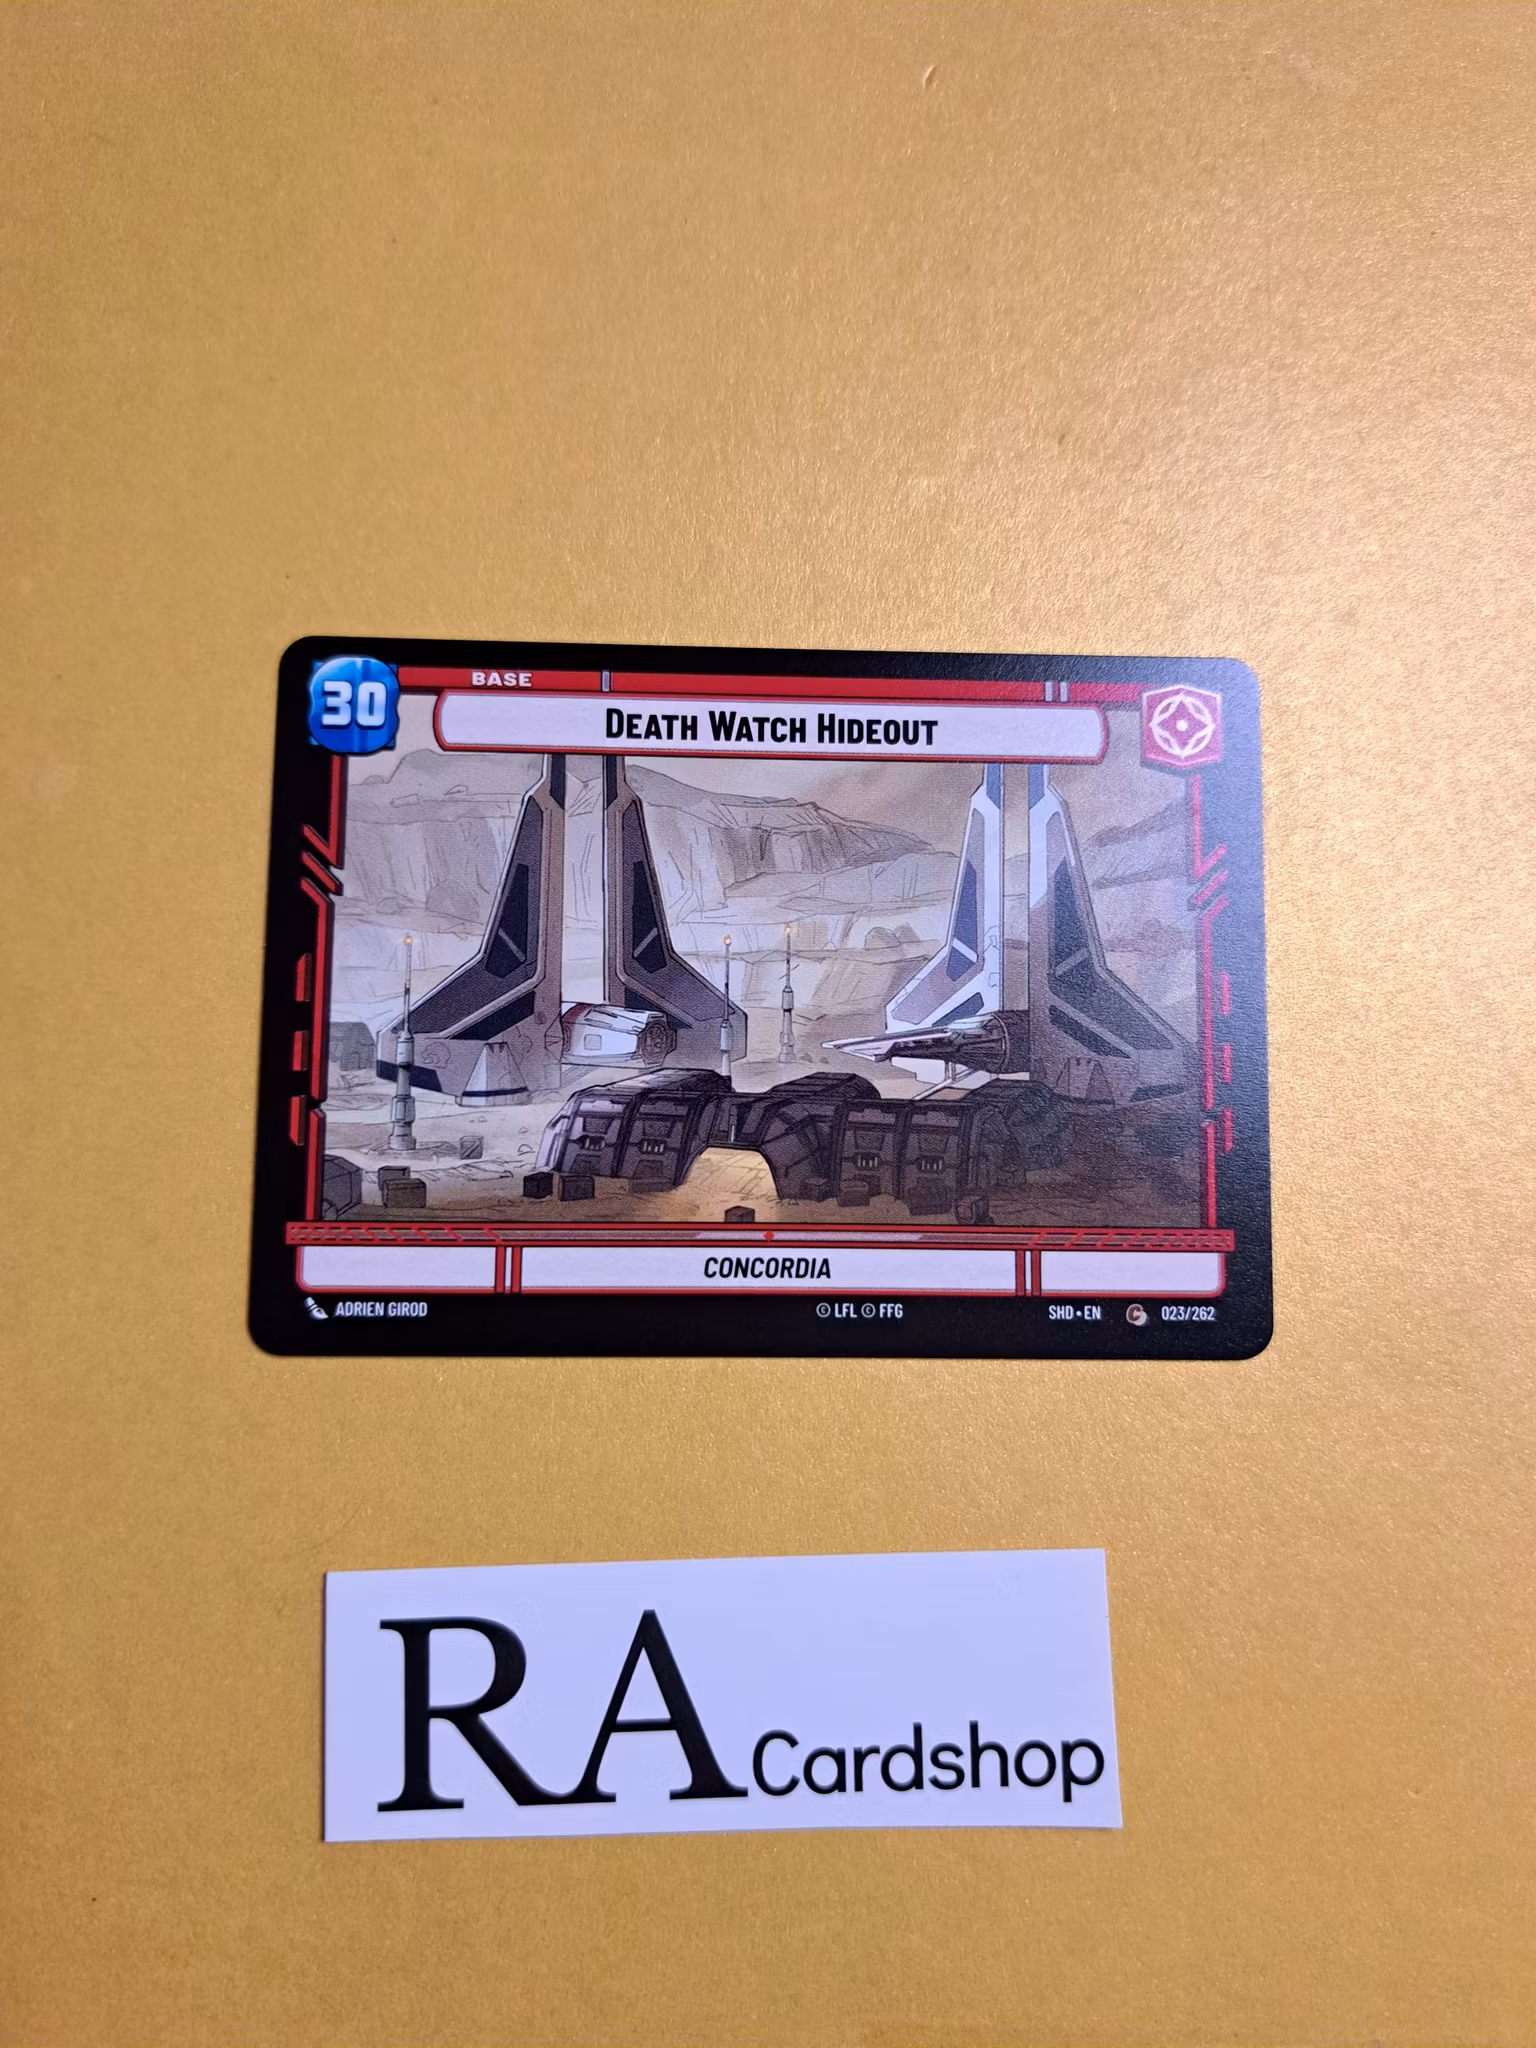 30
BASE
DEATH WATCH HIDEOUT
CONCORDIA
ADRIEN GIROD
© LFL © FFG
SHD • EN
C
023/262
RA Cardshop